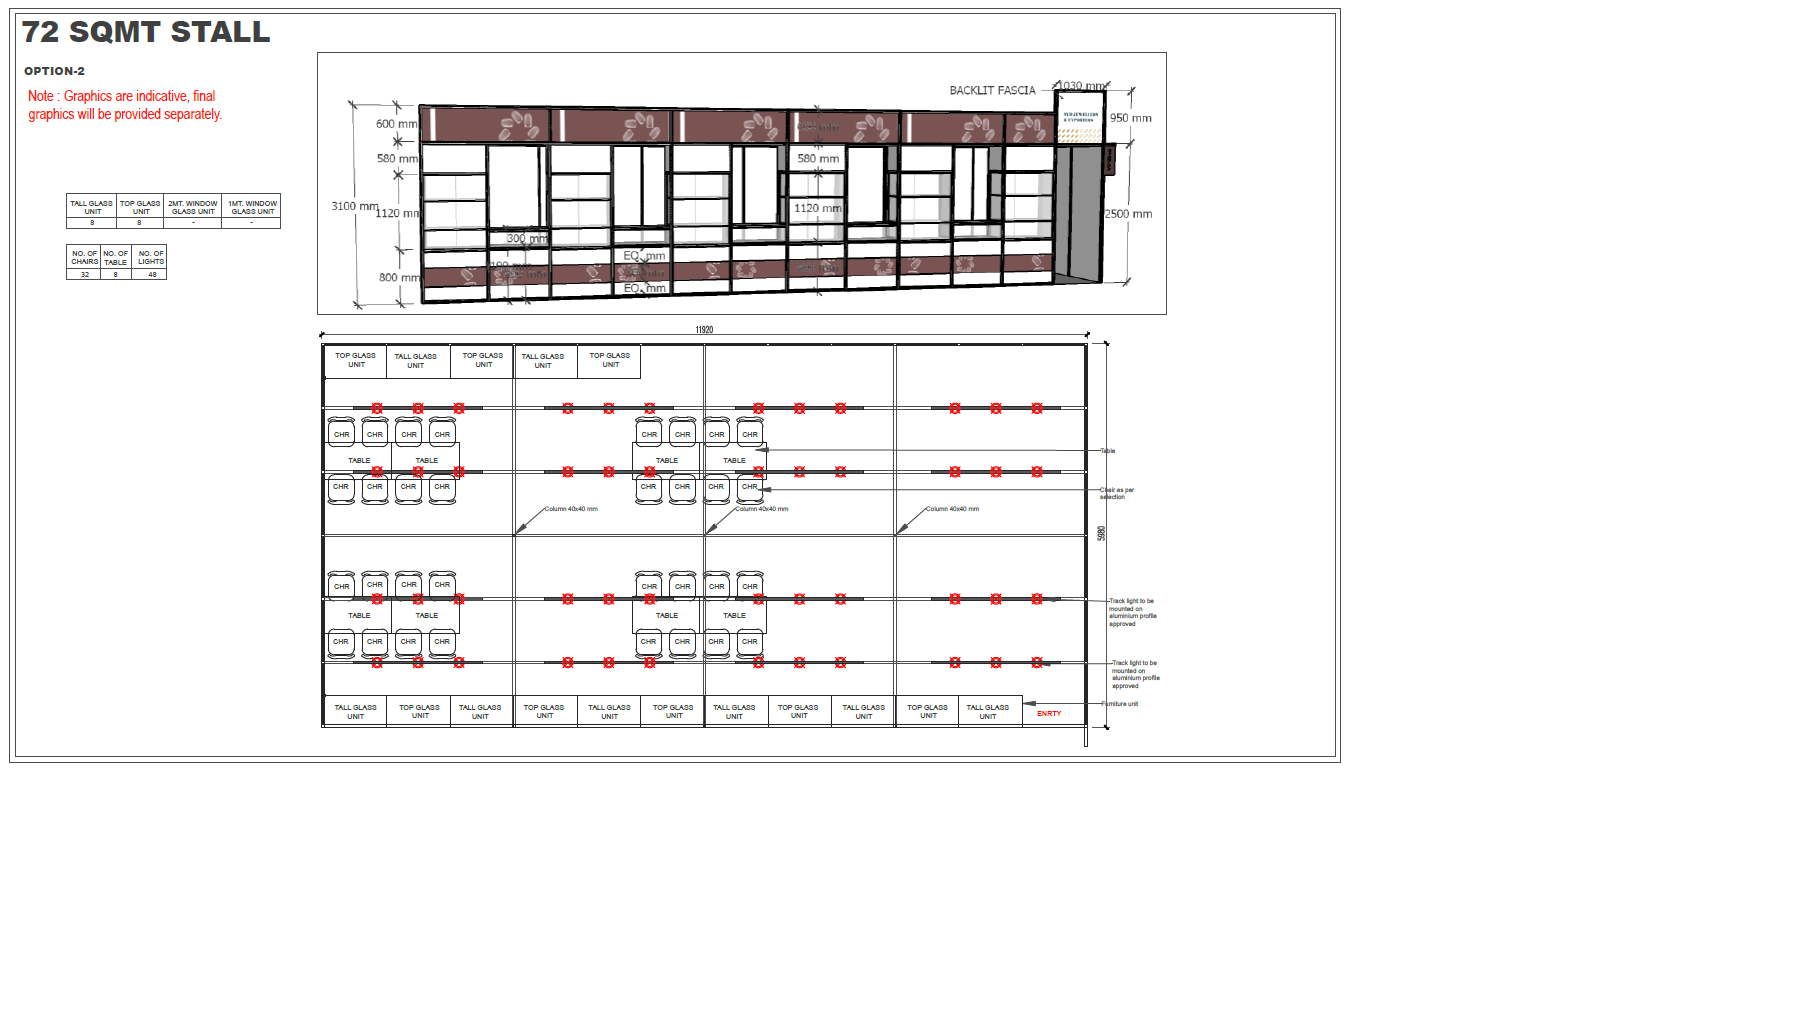 72 SQMT STALL
OPTION-2
Note : Graphics are indicative, final
graphics will be provided separately.
TALL GLASS UNIT TOP GLASS UNIT 2MT. WINDOW GLASS UNIT 1MT. WINDOW GLASS UNIT
8 8 - -
NO. OF CHAIRS NO. OF TABLE NO. OF LIGHTS
32 8 48
BACKLIT FASCIA
1030 mm
950 mm
600 mm
580 mm
580 mm
3100 mm
1120 mm
1120 mm
2500 mm
300 mm
EQ. mm
800 mm
EQ. mm
11920
TOP GLASS UNIT TALL GLASS UNIT TOP GLASS UNIT TALL GLASS UNIT TOP GLASS UNIT
CHR CHR CHR CHR CHR CHR CHR CHR
TABLE TABLE TABLE TABLE
Table
CHR CHR CHR CHR CHR CHR CHR CHR
Chair as per
selection
Column 40x40 mm Column 40x40 mm Column 40x40 mm
5980
CHR CHR CHR CHR CHR CHR CHR CHR
TABLE TABLE TABLE TABLE
Track light to be
mounted on
aluminium profile
approved
CHR CHR CHR CHR CHR CHR CHR CHR
Track light to be
mounted on
aluminium profile
approved
TALL GLASS UNIT TOP GLASS UNIT TALL GLASS UNIT TOP GLASS UNIT TALL GLASS UNIT TOP GLASS UNIT TALL GLASS UNIT TOP GLASS UNIT TALL GLASS UNIT TOP GLASS UNIT TALL GLASS UNIT
Furniture unit
ENRTY